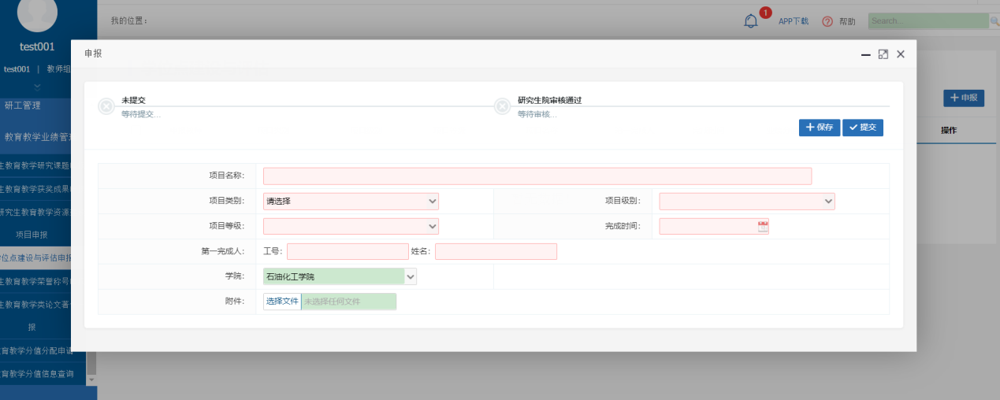 我的位置：
1
APP下载
帮助
Search...
test001
test001 | 教师组
研工管理
教育教学业绩管
生教育教学研究课题
生教育教学获奖成果
研究生教育教学资源
项目申报
位点建设与评估申报
生教育教学荣誉称号
生教育教学类论文著
报
育教学分值分配申请
育教学分值信息查询
申报
操作
申报
未提交
等待提交...
研究生院审核通过
等待审核...
保存
提交
项目名称：
项目类别：
请选择
项目级别：
项目等级：
完成时间：
第一完成人：
工号：
姓名：
学院：
石油化工学院
附件：
选择文件
未选择任何文件